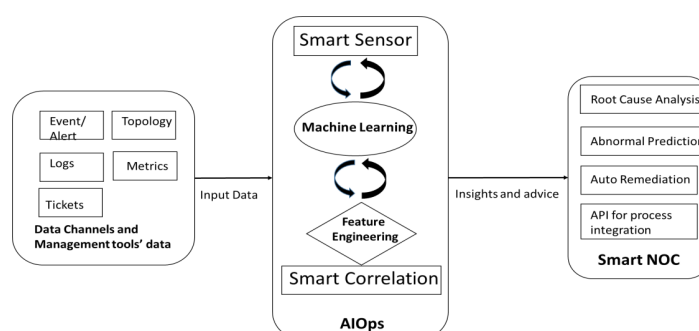 Event/
Alert
Topology
Logs
Metrics
Tickets
Data Channels and
Management tools' data
Input Data
Smart Sensor
Machine Learning
Feature
Engineering
Smart Correlation
AIOps
Insights and advice
Root Cause Analysis
Abnormal Prediction
Auto Remediation
API for process
integration
Smart NOC